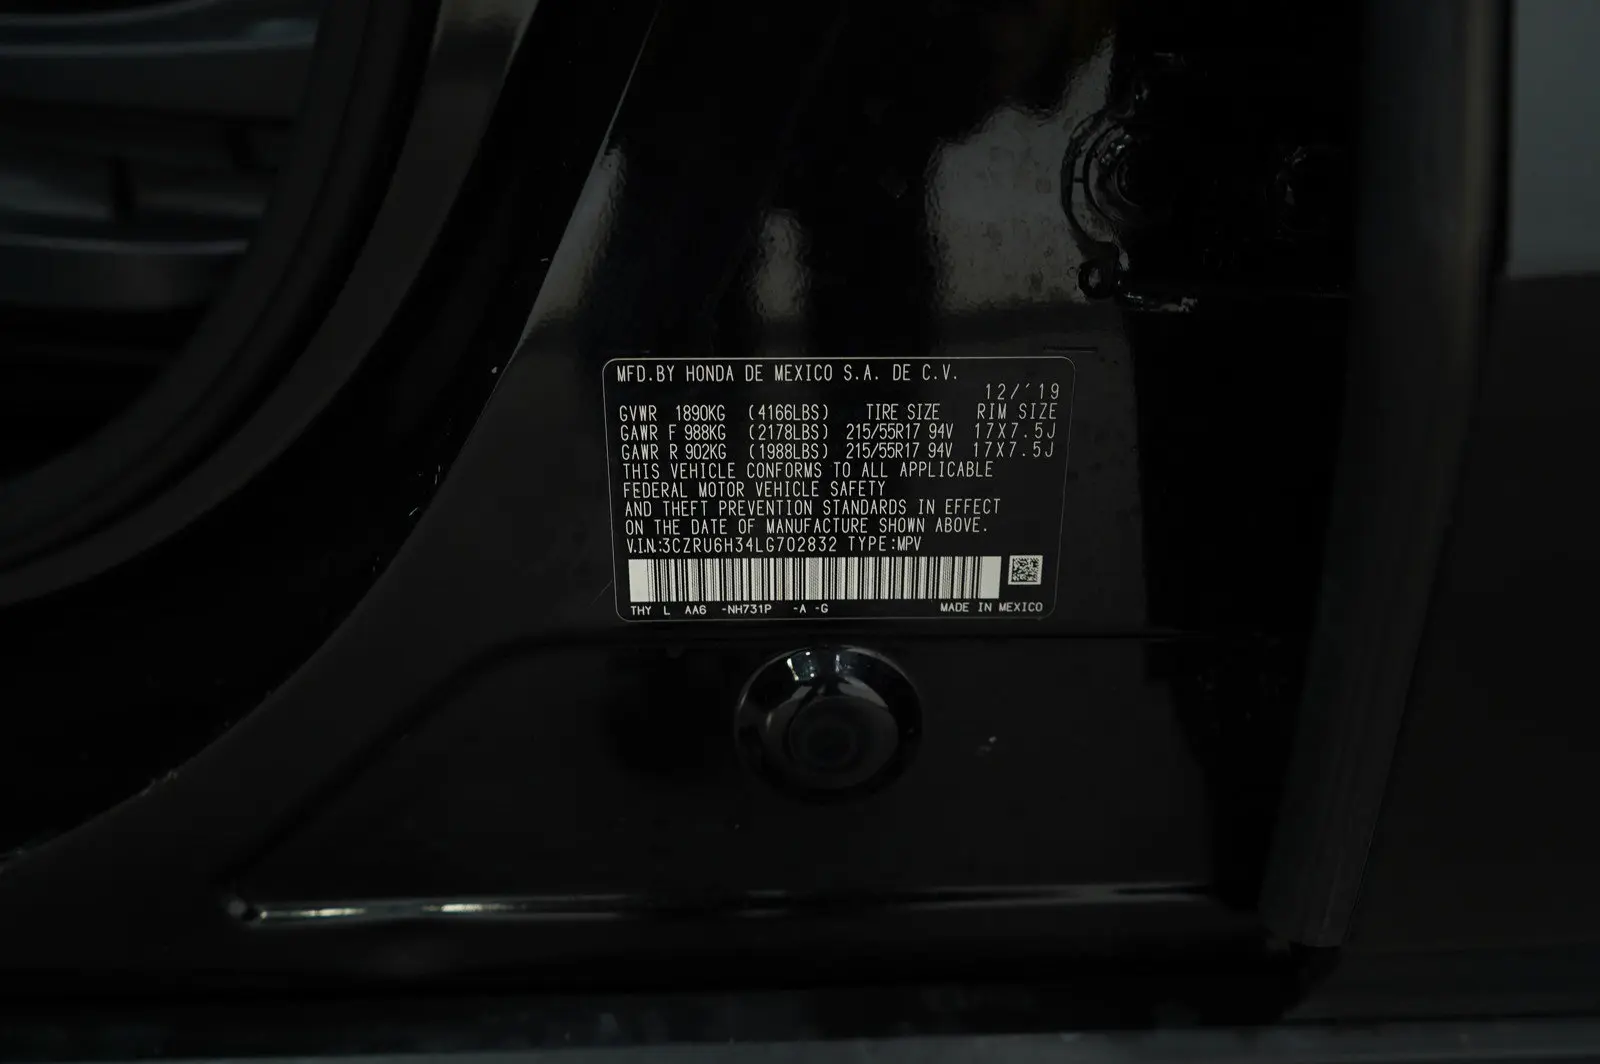 MFD.BY HONDA DE MEXICO S.A. DE C.V.
12/'19
GVWR 1890KG (4166LBS) TIRE SIZE RIM SIZE
GAWR F 988KG (2178LBS) 215/55R17 94V 17X7.5J
GAWR R 902KG (1988LBS) 215/55R17 94V 17X7.5J
THIS VEHICLE CONFORMS TO ALL APPLICABLE
FEDERAL MOTOR VEHICLE SAFETY
AND THEFT PREVENTION STANDARDS IN EFFECT
ON THE DATE OF MANUFACTURE SHOWN ABOVE.
V.I.N.:3CZRU6H34LG702832 TYPE:MPV
THY L AA6 -NH731P -A -G MADE IN MEXICO